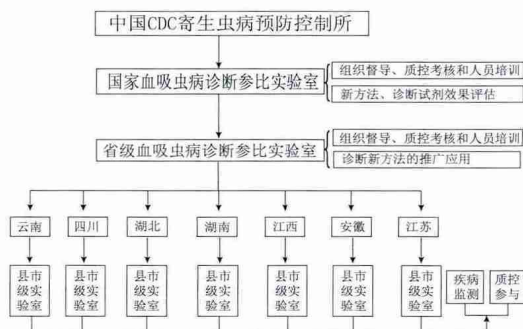 中国CDC寄生虫病预防控制所
国家血吸虫病诊断参比实验室
组织督导、质控考核和人员培训
新方法、诊断试剂效果评估
省级血吸虫病诊断参比实验室
组织督导、质控考核和人员培训
诊断新方法的推广应用
云南
四川
湖北
湖南
江西
安徽
江苏
县市
级实
验室
县市
级实
验室
县市
级实
验室
县市
级实
验室
县市
级实
验室
县市
级实
验室
县市
级实
验室
疾病
监测
质控
参与